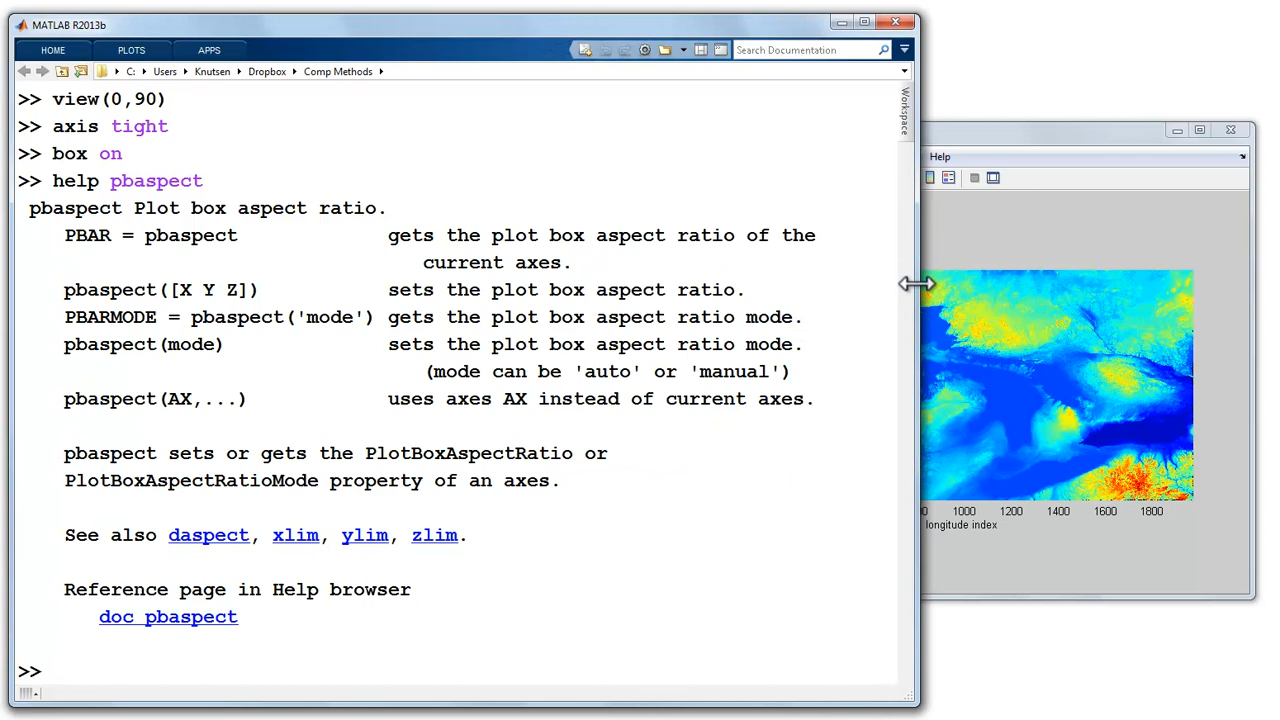 MATLAB R2013b
HOME PLOTS APPS Search Documentation
C: Users Knutsen Dropbox Comp Methods
>> view(0,90)
>> axis tight
>> box on
>> help pbaspect
pbaspect Plot box aspect ratio.
PBAR = pbaspect gets the plot box aspect ratio of the
current axes.
pbaspect([X Y Z]) sets the plot box aspect ratio.
PBARMODE = pbaspect('mode') gets the plot box aspect ratio mode.
pbaspect(mode) sets the plot box aspect ratio mode.
(mode can be 'auto' or 'manual')
pbaspect(AX,...) uses axes AX instead of current axes.
pbaspect sets or gets the PlotBoxAspectRatio or
PlotBoxAspectRatioMode property of an axes.
See also daspect, xlim, ylim, zlim.
Reference page in Help browser
doc pbaspect
>>
Workspace
Help
1000 1200 1400 1600 1800
longitude index